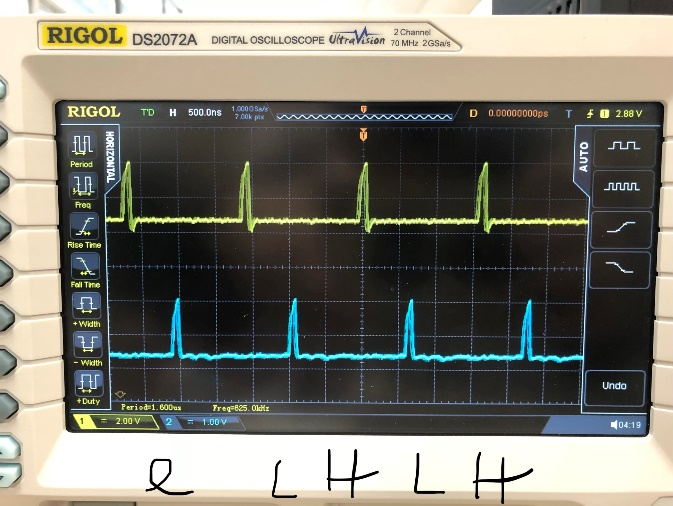 RIGOL DS2072A DIGITAL OSCILLOSCOPE UltraVision 2 Channel
70 MHz 2GSa/s
RIGOL T'D H 500.0ns 1.000GSa/s
7.00k pts D 0.00000000ps T 1 2.88 V
HORIZONTAL
AUTO
Period
Freq
Rise Time
Fall Time
+Width
-Width
+Duty
Undo
Period=1.600us Freq=625.0kHz
1 = 2.00 V 2 = 1.00 V 04:19
l L H L H